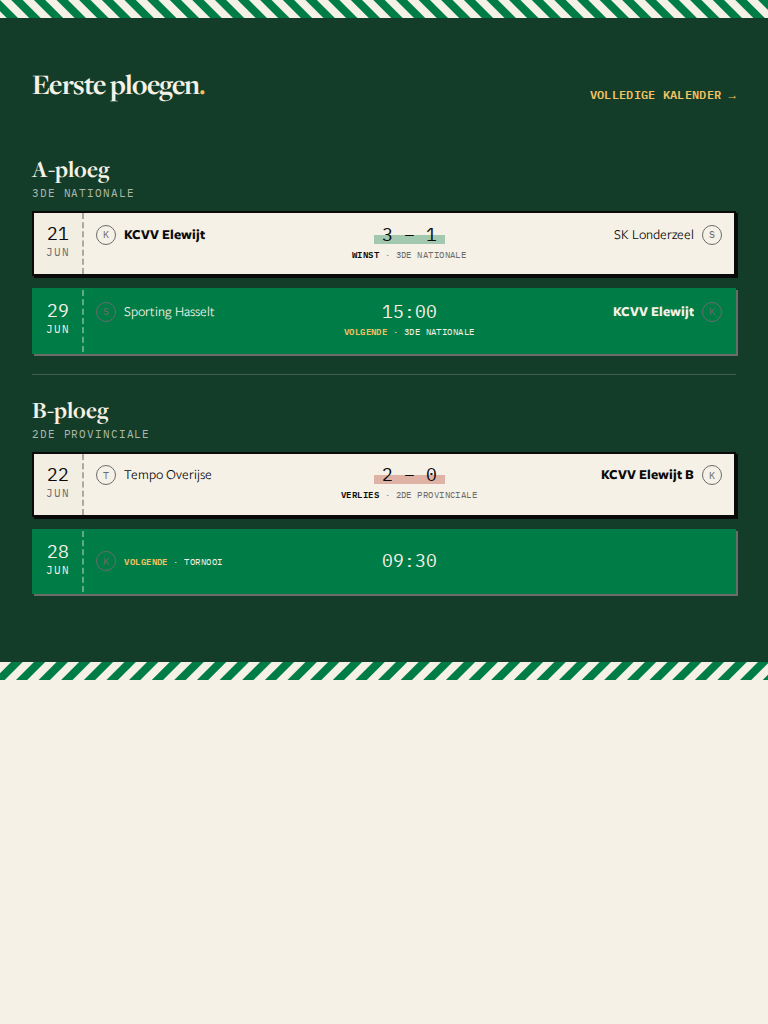 Eerste ploegen.
VOLLEDIGE KALENDER →
A-ploeg
3DE NATIONALE
21 JUN K KCVV Elewijt 3 – 1 SK Londerzeel S
WINST · 3DE NATIONALE
29 JUN S Sporting Hasselt 15:00 KCVV Elewijt K
VOLGENDE · 3DE NATIONALE
B-ploeg
2DE PROVINCIALE
22 JUN T Tempo Overijse 2 – 0 KCVV Elewijt B K
VERLIES · 2DE PROVINCIALE
28 JUN K VOLGENDE · TORNOOI 09:30